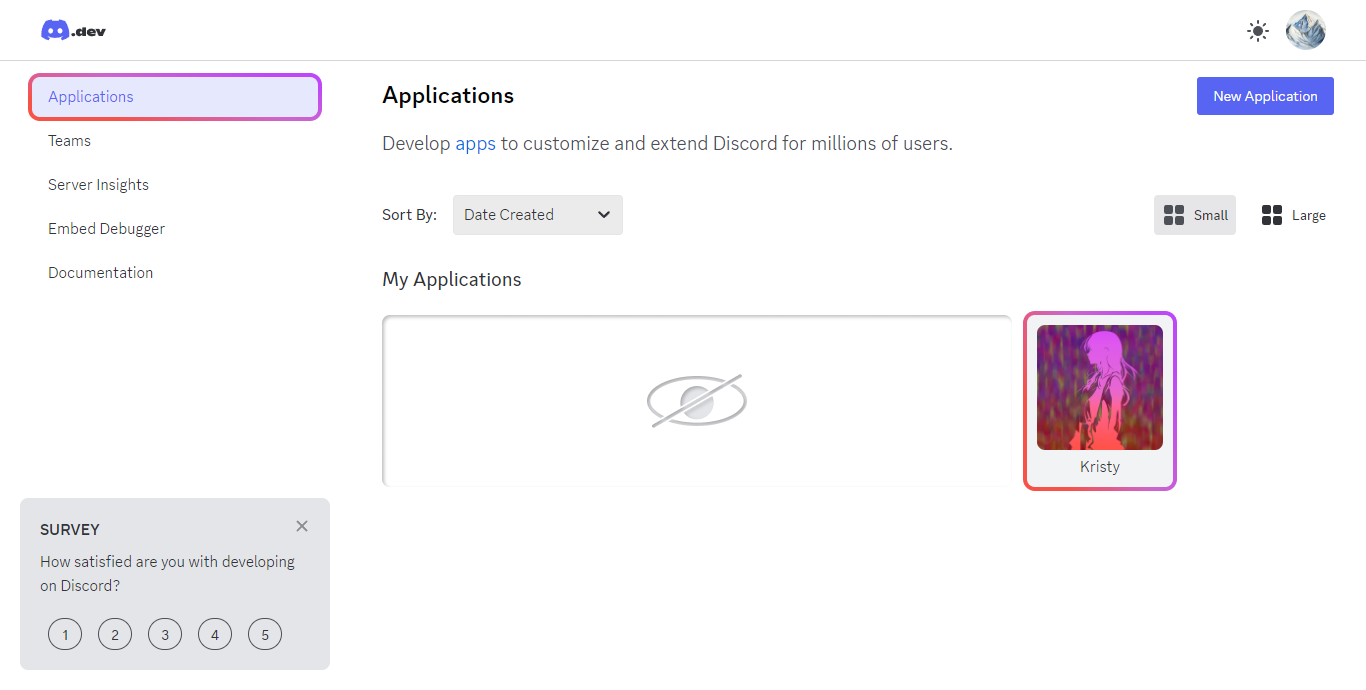 .dev
Applications
Teams
Server Insights
Embed Debugger
Documentation
SURVEY
How satisfied are you with developing
on Discord?
1 2 3 4 5
Applications
New Application
Develop apps to customize and extend Discord for millions of users.
Sort By: Date Created
Small Large
My Applications
Kristy